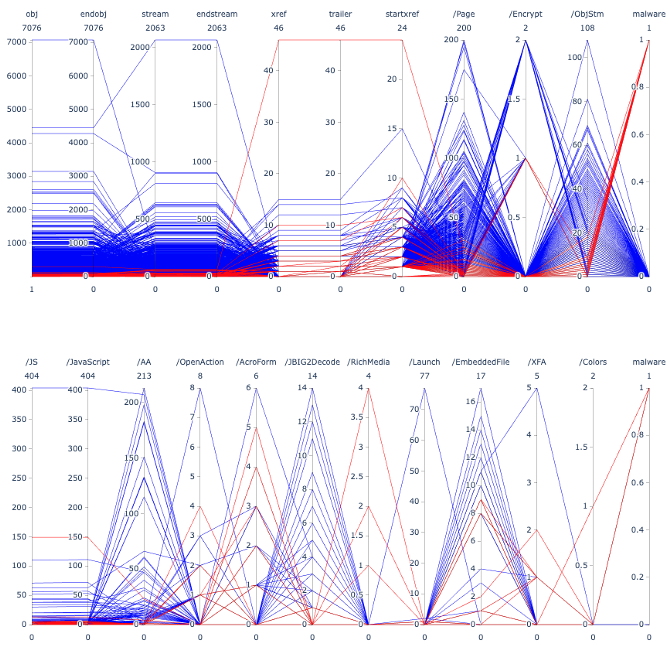 obj endobj stream endstream xref trailer startxref /Page /Encrypt /ObjStm malware
7076 7076 2063 2063 46 46 24 200 2 108 1
7000 7000 2000 2000 40 40 20 200 2 100 1
6000 6000 150 1.5 0.8
5000 5000 1500 1500 30 30 15 80
4000 4000 0.6
3000 3000 1000 1000 20 20 10 100 1 60
2000 2000 40 0.4
1000 1000 500 500 10 10 5 50 0.5 20 0.2
0 0 0 0 0 0 0 0 0
1 0 0 0 0 0 0 0 0 0 0
/JS /JavaScript /AA /OpenAction /AcroForm /JBIG2Decode /RichMedia /Launch /EmbeddedFile /XFA /Colors malware
404 404 213 8 6 14 4 77 17 5 2 1
400 400 200 8 6 14 4 70 16 5 2 1
350 350 7 5 12 3.5 60 14 4 0.8
300 300 150 6 10 3 50 12 1.5
250 250 5 4 8 2.5 40 10 3 0.6
200 200 100 4 3 2 8 1
150 150 3 6 1.5 30 6 2 0.4
100 100 50 2 2 4 1 20 4 0.5
50 50 1 1 2 0.5 10 2 1 0.2
0 0 0 0 0 0 0 0 0 0 0 0
0 0 0 0 0 0 0 0 0 0 0 0